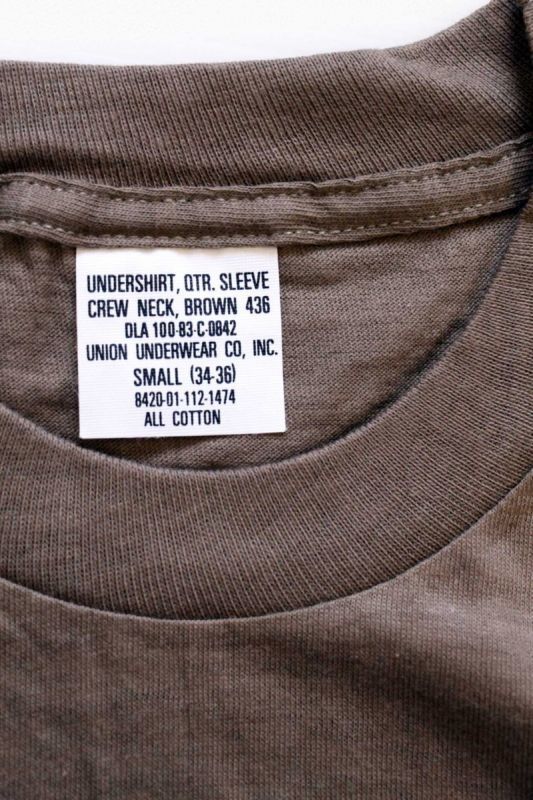 UNDERSHIRT, QTR. SLEEVE
CREW NECK, BROWN 436
DLA 100-83-C-0842
UNION UNDERWEAR CO, INC.
SMALL (34-36)
8420-01-112-1474
ALL COTTON